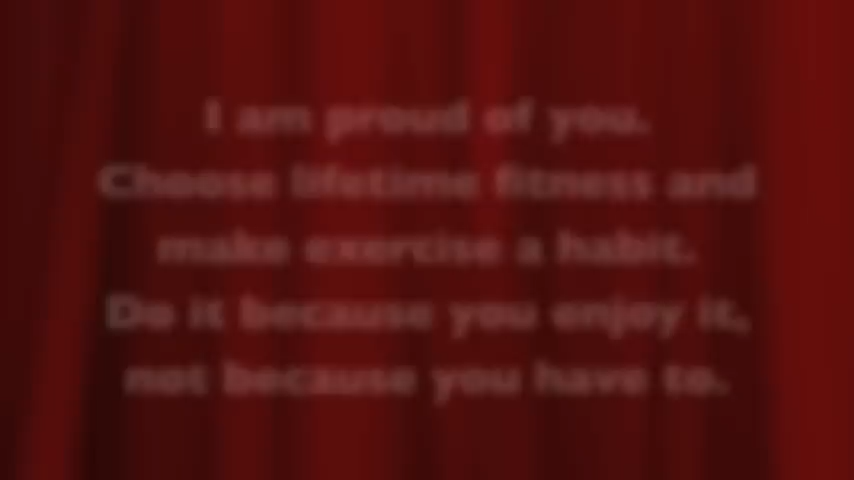 I am proud of you.
Choose lifetime fitness and
make exercise a habit.
Do it because you enjoy it,
not because you have to.